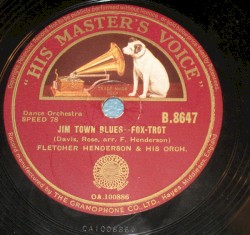 "HIS MASTER'S VOICE"
Dance Orchestra
SPEED 78
B.8647
JIM TOWN BLUES--FOX-TROT
(Davis, Rose, arr. F. Henderson)
FLETCHER HENDERSON & HIS ORCH.
OA.100886
THE GRAMOPHONE CO. LTD.